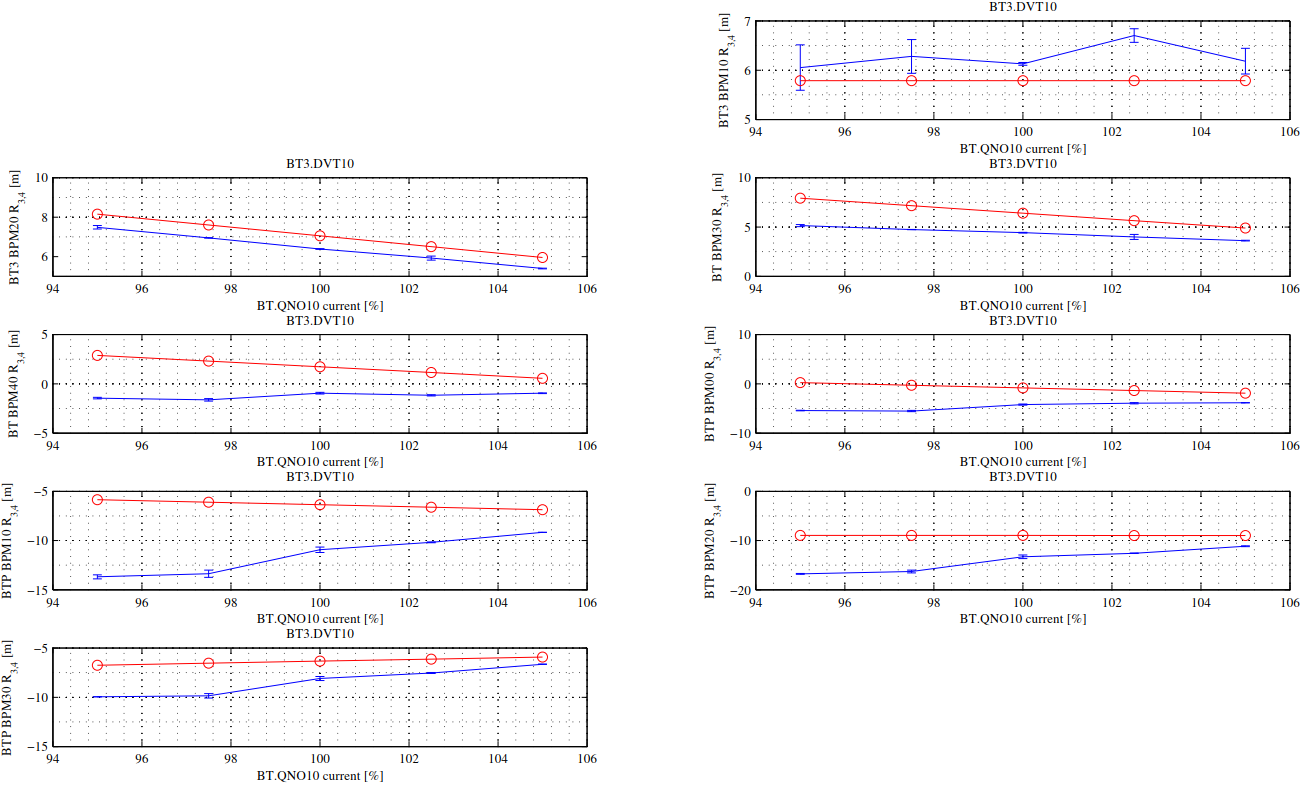 BT3.DVT10
BT3 BPM10 R3,4 [m]
7
6
5
94 96 98 100 102 104 106
BT.QNO10 current [%]
BT3.DVT10
BT3 BPM20 R3,4 [m]
10
8
6
94 96 98 100 102 104 106
BT.QNO10 current [%]
BT3.DVT10
BT BPM30 R3,4 [m]
10
5
0
94 96 98 100 102 104 106
BT.QNO10 current [%]
BT3.DVT10
BT BPM40 R3,4 [m]
5
0
−5
94 96 98 100 102 104 106
BT.QNO10 current [%]
BT3.DVT10
BTP BPM00 R3,4 [m]
10
0
−10
94 96 98 100 102 104 106
BT.QNO10 current [%]
BT3.DVT10
BTP BPM10 R3,4 [m]
−5
−10
−15
94 96 98 100 102 104 106
BT.QNO10 current [%]
BT3.DVT10
BTP BPM20 R3,4 [m]
0
−10
−20
94 96 98 100 102 104 106
BT.QNO10 current [%]
BT3.DVT10
BTP BPM30 R3,4 [m]
−5
−10
−15
94 96 98 100 102 104 106
BT.QNO10 current [%]